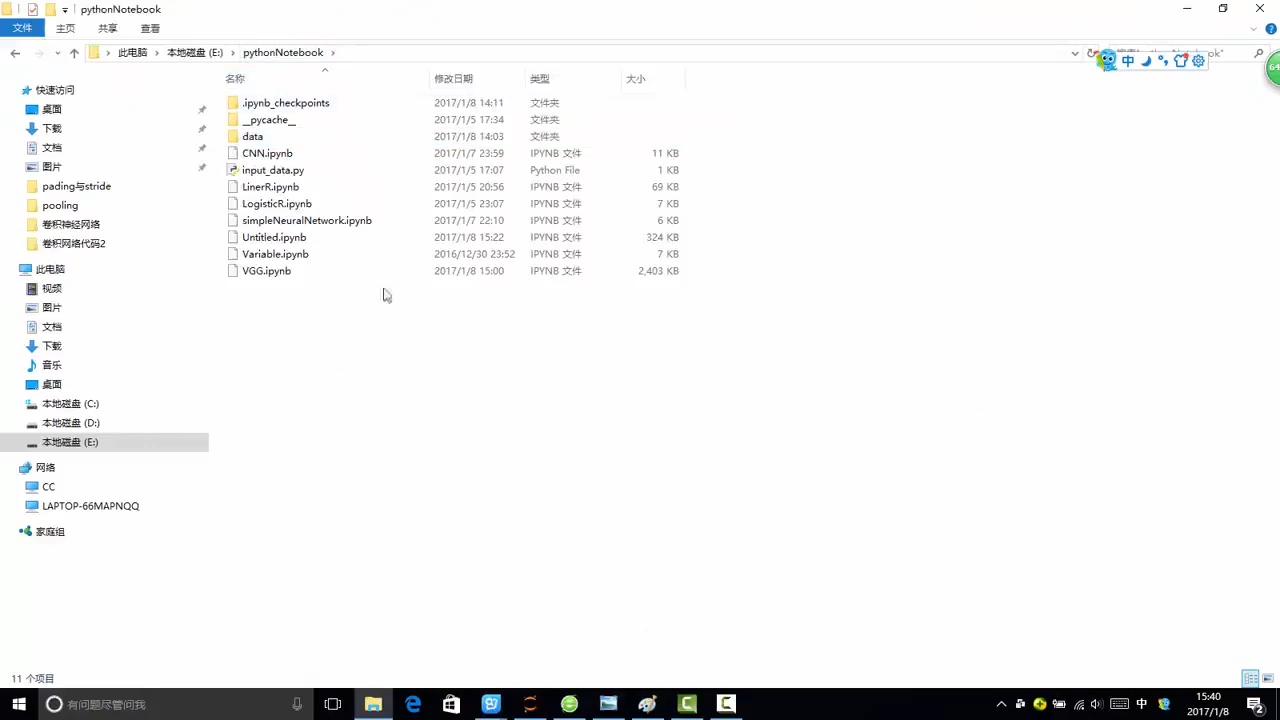 pythonNotebook
文件 主页 共享 查看
此电脑 本地磁盘 (E:) pythonNotebook
中
64
名称 修改日期 类型 大小
快速访问
桌面
下载
文档
图片
pading与stride
pooling
卷积神经网络
卷积网络代码2
此电脑
视频
图片
文档
下载
音乐
桌面
本地磁盘 (C:)
本地磁盘 (D:)
本地磁盘 (E:)
网络
CC
LAPTOP-66MAPNQQ
家庭组
.ipynb_checkpoints 2017/1/8 14:11 文件夹
__pycache__ 2017/1/5 17:34 文件夹
data 2017/1/8 14:03 文件夹
CNN.ipynb 2017/1/7 23:59 IPYNB 文件 11 KB
input_data.py 2017/1/5 17:07 Python File 1 KB
LinerR.ipynb 2017/1/5 20:56 IPYNB 文件 69 KB
LogisticR.ipynb 2017/1/5 23:07 IPYNB 文件 7 KB
simpleNeuralNetwork.ipynb 2017/1/7 22:10 IPYNB 文件 6 KB
Untitled.ipynb 2017/1/8 15:22 IPYNB 文件 324 KB
Variable.ipynb 2016/12/30 23:52 IPYNB 文件 7 KB
VGG.ipynb 2017/1/8 15:00 IPYNB 文件 2,403 KB
11 个项目
有问题尽管问我
中
15:40
2017/1/8
2